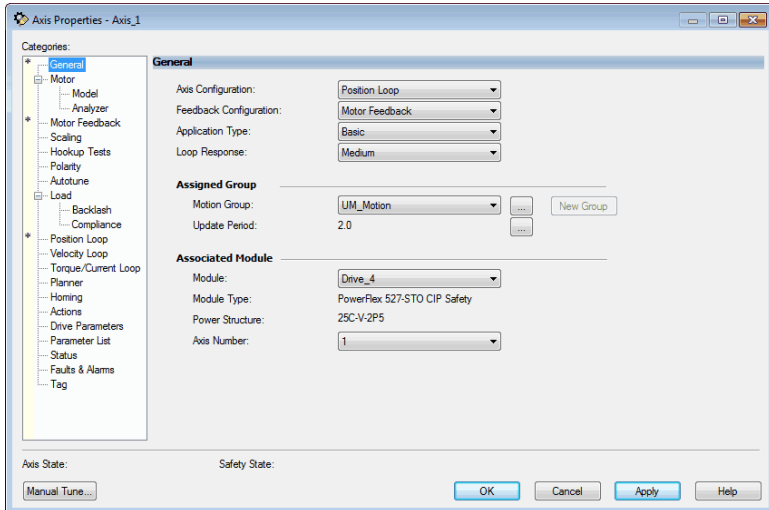 Axis Properties - Axis_1
Categories:
* General
Motor
Model
Analyzer
* Motor Feedback
Scaling
Hookup Tests
Polarity
Autotune
Load
Backlash
Compliance
* Position Loop
Velocity Loop
Torque/Current Loop
Planner
Homing
Actions
Drive Parameters
Parameter List
Status
Faults & Alarms
Tag
General
Axis Configuration: Position Loop
Feedback Configuration: Motor Feedback
Application Type: Basic
Loop Response: Medium
Assigned Group
Motion Group: UM_Motion ... New Group
Update Period: 2.0 ...
Associated Module
Module: Drive_4
Module Type: PowerFlex 527-STO CIP Safety
Power Structure: 25C-V-2P5
Axis Number: 1
Axis State: Safety State:
Manual Tune... OK Cancel Apply Help